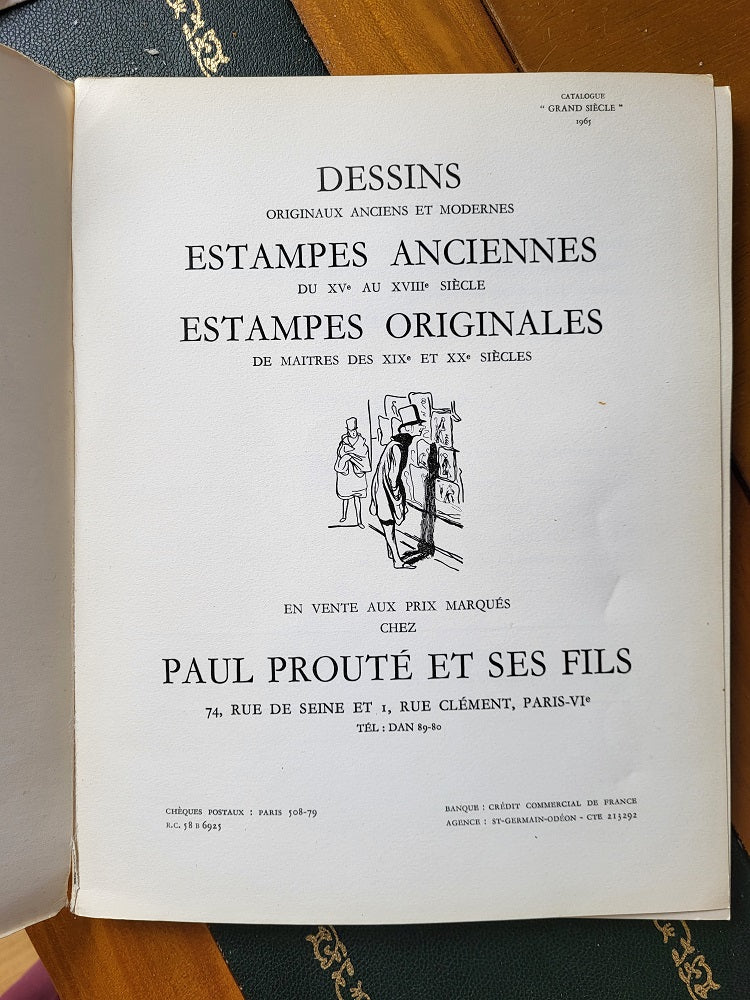 CATALOGUE
" GRAND SIÈCLE "
1965
DESSINS
ORIGINAUX ANCIENS ET MODERNES
ESTAMPES ANCIENNES
DU XVe AU XVIIIe SIÈCLE
ESTAMPES ORIGINALES
DE MAITRES DES XIXe ET XXe SIÈCLES
EN VENTE AUX PRIX MARQUÉS
CHEZ
PAUL PROUTÉ ET SES FILS
74, RUE DE SEINE ET 1, RUE CLÉMENT, PARIS-VIe
TÉL : DAN 89-80
CHÈQUES POSTAUX : PARIS 508-79
R.C. 58 B 6925
BANQUE : CRÉDIT COMMERCIAL DE FRANCE
AGENCE : ST-GERMAIN-ODÉON - CTE 213292